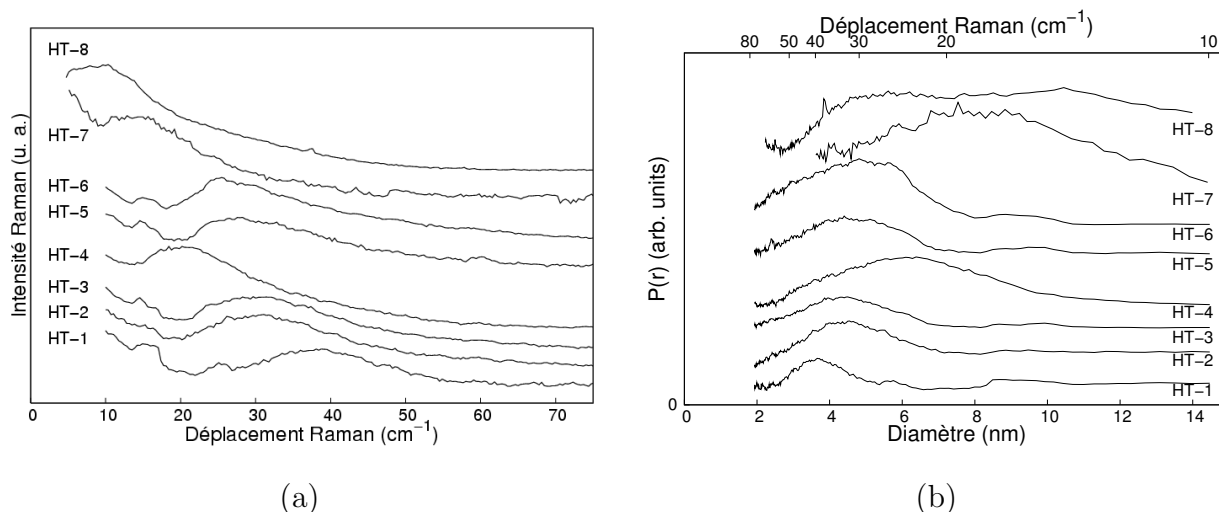 HT−8
HT−7
HT−6
HT−5
HT−4
HT−3
HT−2
HT−1
Intensité Raman (u. a.)
0 10 20 30 40 50 60 70
Déplacement Raman (cm⁻¹)
(a)
Déplacement Raman (cm⁻¹)
80 50 40 30 20 10
P(r) (arb. units)
HT−8
HT−7
HT−6
HT−5
HT−4
HT−3
HT−2
HT−1
0
0 2 4 6 8 10 12 14
Diamètre (nm)
(b)